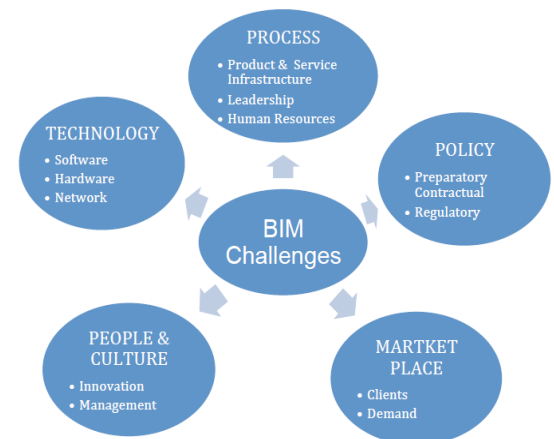 PROCESS
• Product & Service
Infrastructure
• Leadership
• Human Resources
TECHNOLOGY
• Software
• Hardware
• Network
POLICY
• Preparatory
Contractual
• Regulatory
BIM
Challenges
PEOPLE &
CULTURE
• Innovation
• Management
MARTKET
PLACE
• Clients
• Demand